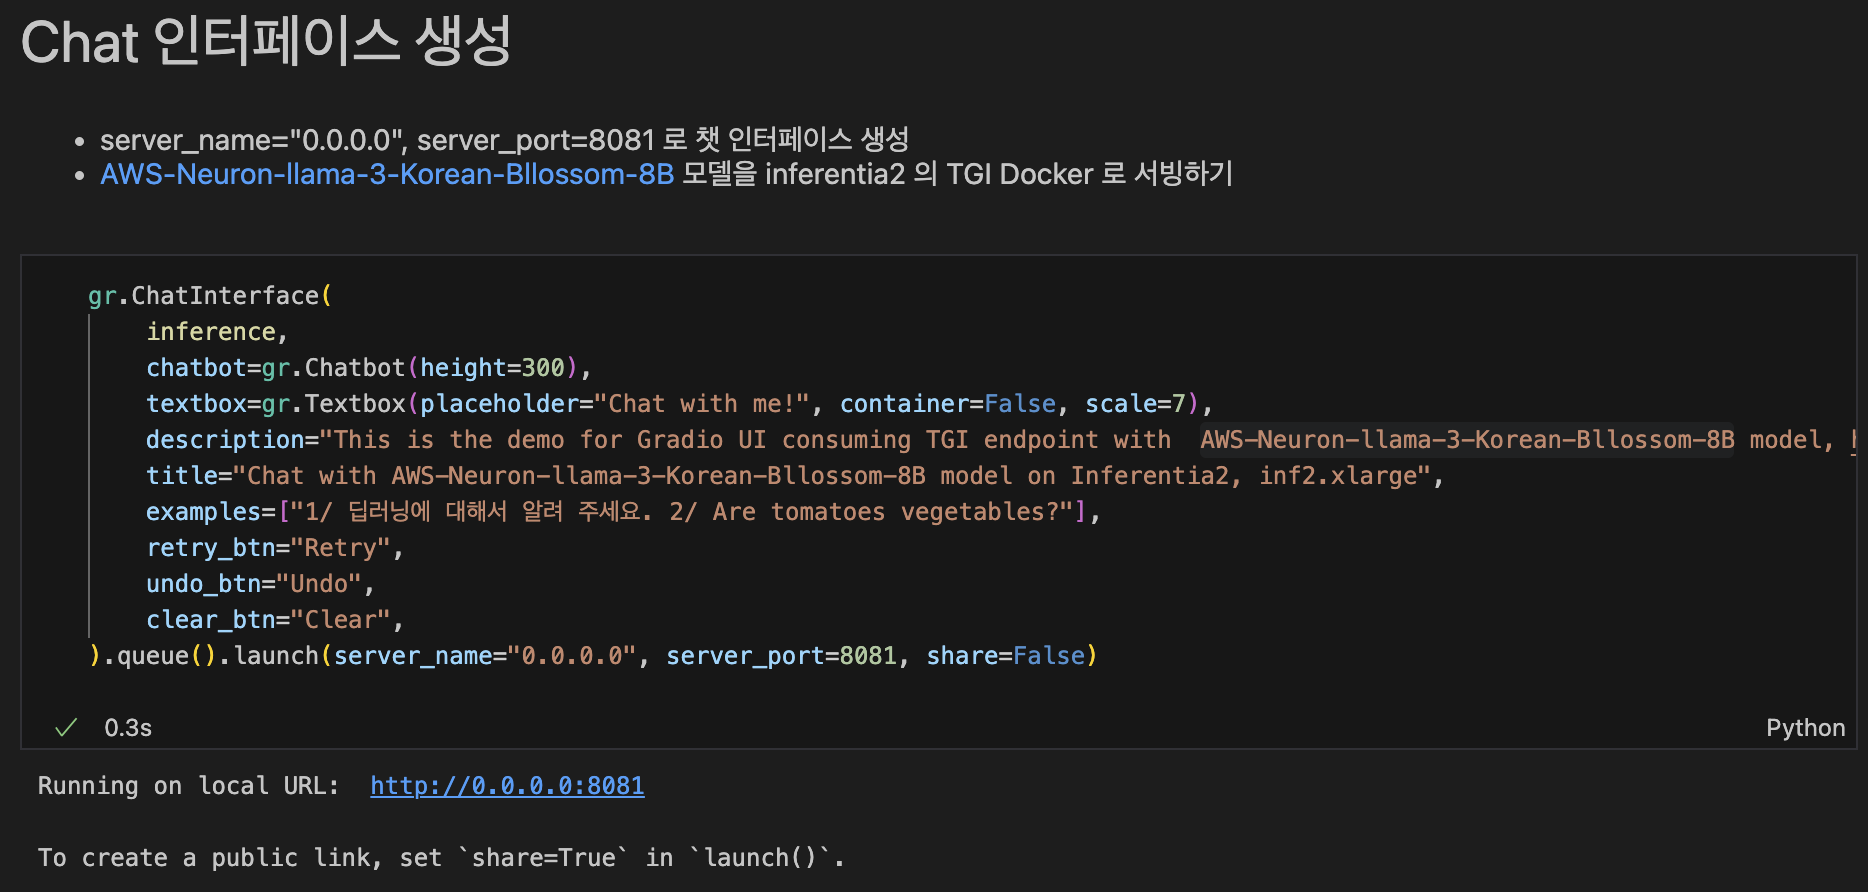 Chat 인터페이스 생성
• server_name="0.0.0.0", server_port=8081 로 챗 인터페이스 생성
• AWS-Neuron-llama-3-Korean-Bllossom-8B 모델을 inferentia2 의 TGI Docker 로 서빙하기
gr.ChatInterface(
    inference,
    chatbot=gr.Chatbot(height=300),
    textbox=gr.Textbox(placeholder="Chat with me!", container=False, scale=7),
    description="This is the demo for Gradio UI consuming TGI endpoint with  AWS-Neuron-llama-3-Korean-Bllossom-8B model,
    title="Chat with AWS-Neuron-llama-3-Korean-Bllossom-8B model on Inferentia2, inf2.xlarge",
    examples=["1/ 딥러닝에 대해서 알려 주세요. 2/ Are tomatoes vegetables?"],
    retry_btn="Retry",
    undo_btn="Undo",
    clear_btn="Clear",
).queue().launch(server_name="0.0.0.0", server_port=8081, share=False)
✓ 0.3s Python
Running on local URL:  http://0.0.0.0:8081
To create a public link, set `share=True` in `launch()`.